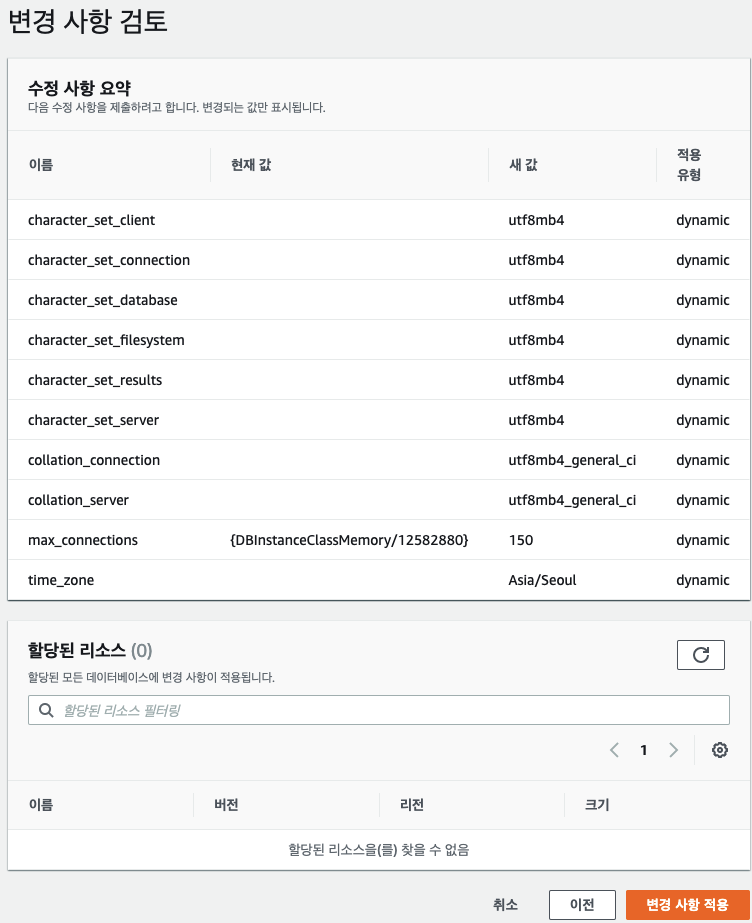 변경 사항 검토
수정 사항 요약
다음 수정 사항을 제출하려고 합니다. 변경되는 값만 표시됩니다.
이름 현재 값 새 값 적용 유형
character_set_client utf8mb4 dynamic
character_set_connection utf8mb4 dynamic
character_set_database utf8mb4 dynamic
character_set_filesystem utf8mb4 dynamic
character_set_results utf8mb4 dynamic
character_set_server utf8mb4 dynamic
collation_connection utf8mb4_general_ci dynamic
collation_server utf8mb4_general_ci dynamic
max_connections {DBInstanceClassMemory/12582880} 150 dynamic
time_zone Asia/Seoul dynamic
할당된 리소스 (0)
할당된 모든 데이터베이스에 변경 사항이 적용됩니다.
할당된 리소스 필터링
1
이름 버전 리전 크기
할당된 리소스을(를) 찾을 수 없음
취소 이전 변경 사항 적용